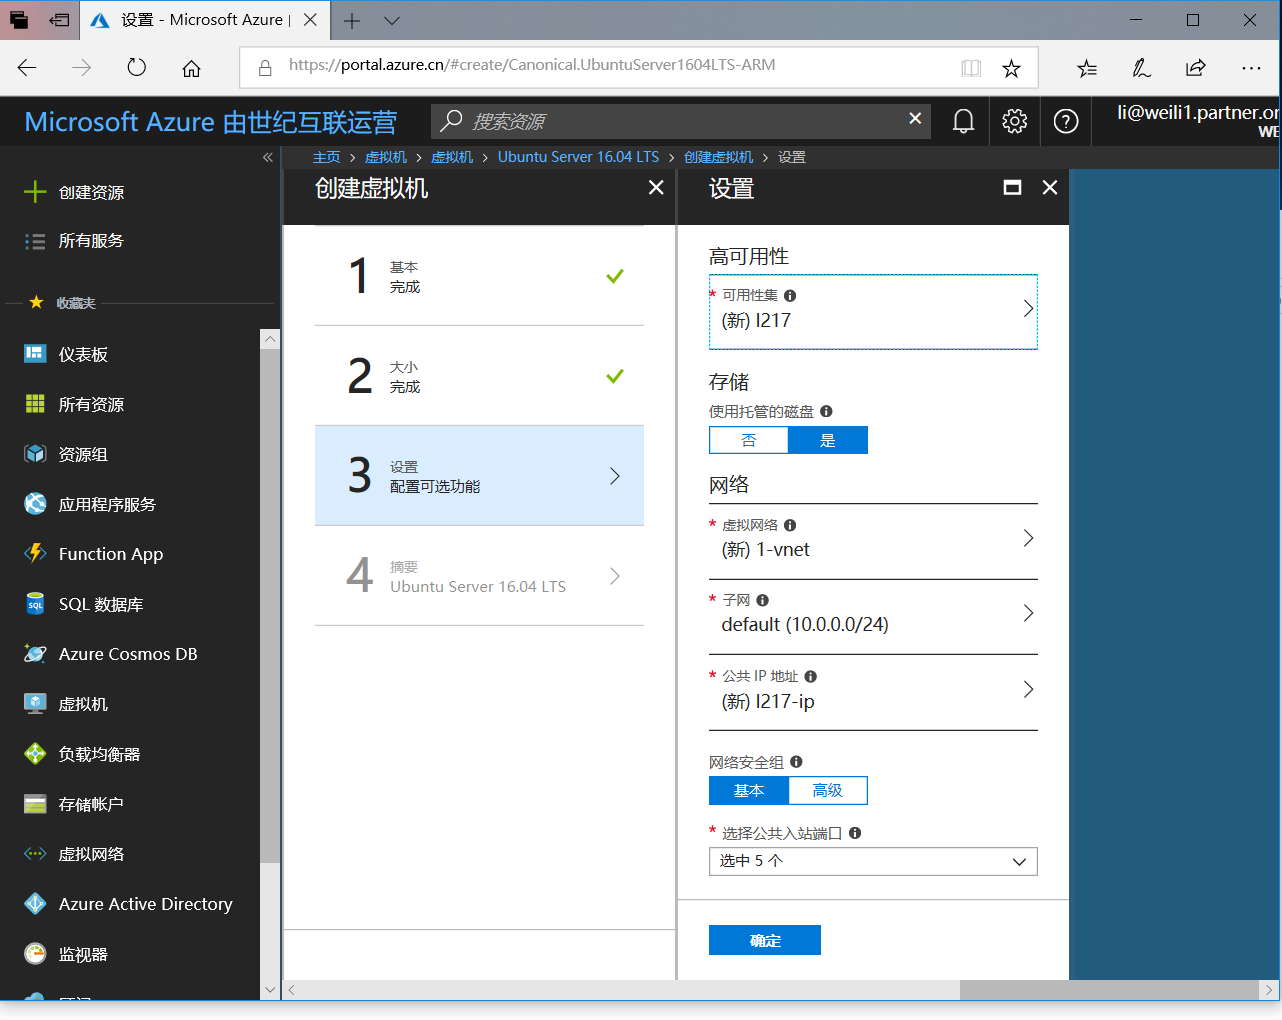 设置 - Microsoft Azure
https://portal.azure.cn/#create/Canonical.UbuntuServer1604LTS-ARM
Microsoft Azure 由世纪互联运营
搜索资源
li@weili1.partner.or
WE
主页 > 虚拟机 > 虚拟机 > Ubuntu Server 16.04 LTS > 创建虚拟机 > 设置
创建资源
所有服务
收藏夹
仪表板
所有资源
资源组
应用程序服务
Function App
SQL 数据库
Azure Cosmos DB
虚拟机
负载均衡器
存储帐户
虚拟网络
Azure Active Directory
监视器
创建虚拟机
1
基本
完成
2
大小
完成
3
设置
配置可选功能
4
摘要
Ubuntu Server 16.04 LTS
设置
高可用性
* 可用性集
(新) l217
存储
使用托管的磁盘
否 是
网络
* 虚拟网络
(新) 1-vnet
* 子网
default (10.0.0.0/24)
* 公共 IP 地址
(新) l217-ip
网络安全组
基本 高级
* 选择公共入站端口
选中 5 个
确定